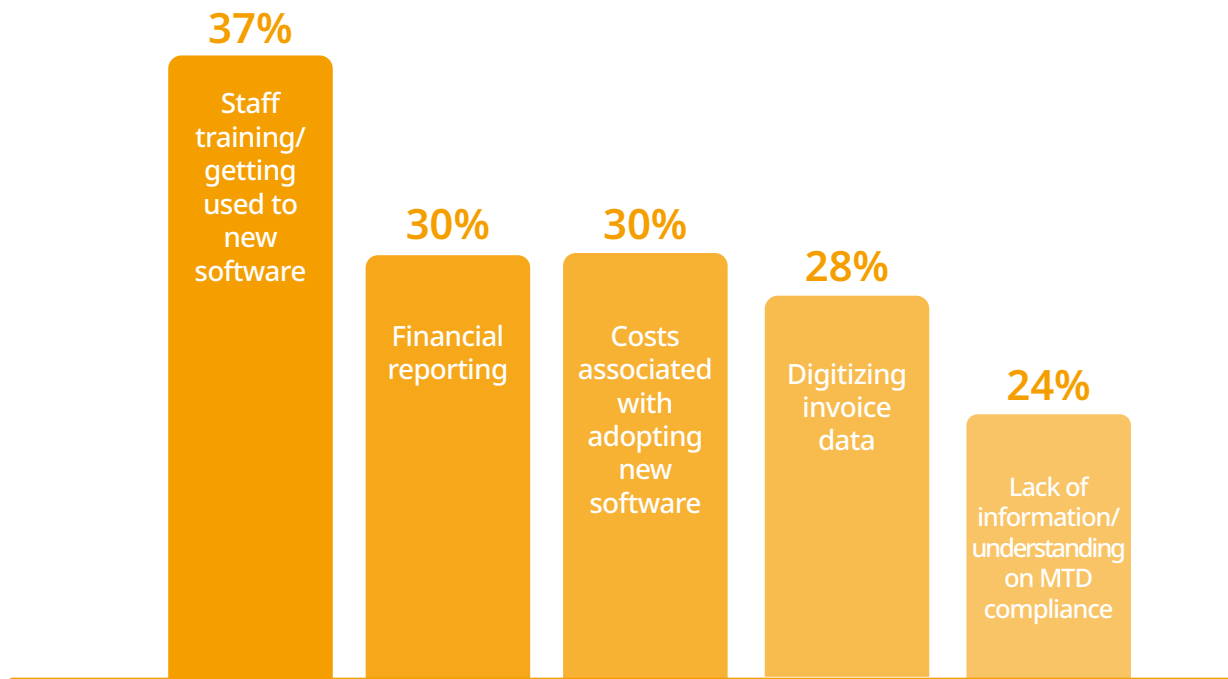 37%
Staff
training/
getting
used to
new
software
30%
Financial
reporting
30%
Costs
associated
with
adopting
new
software
28%
Digitizing
invoice
data
24%
Lack of
information/
understanding
on MTD
compliance